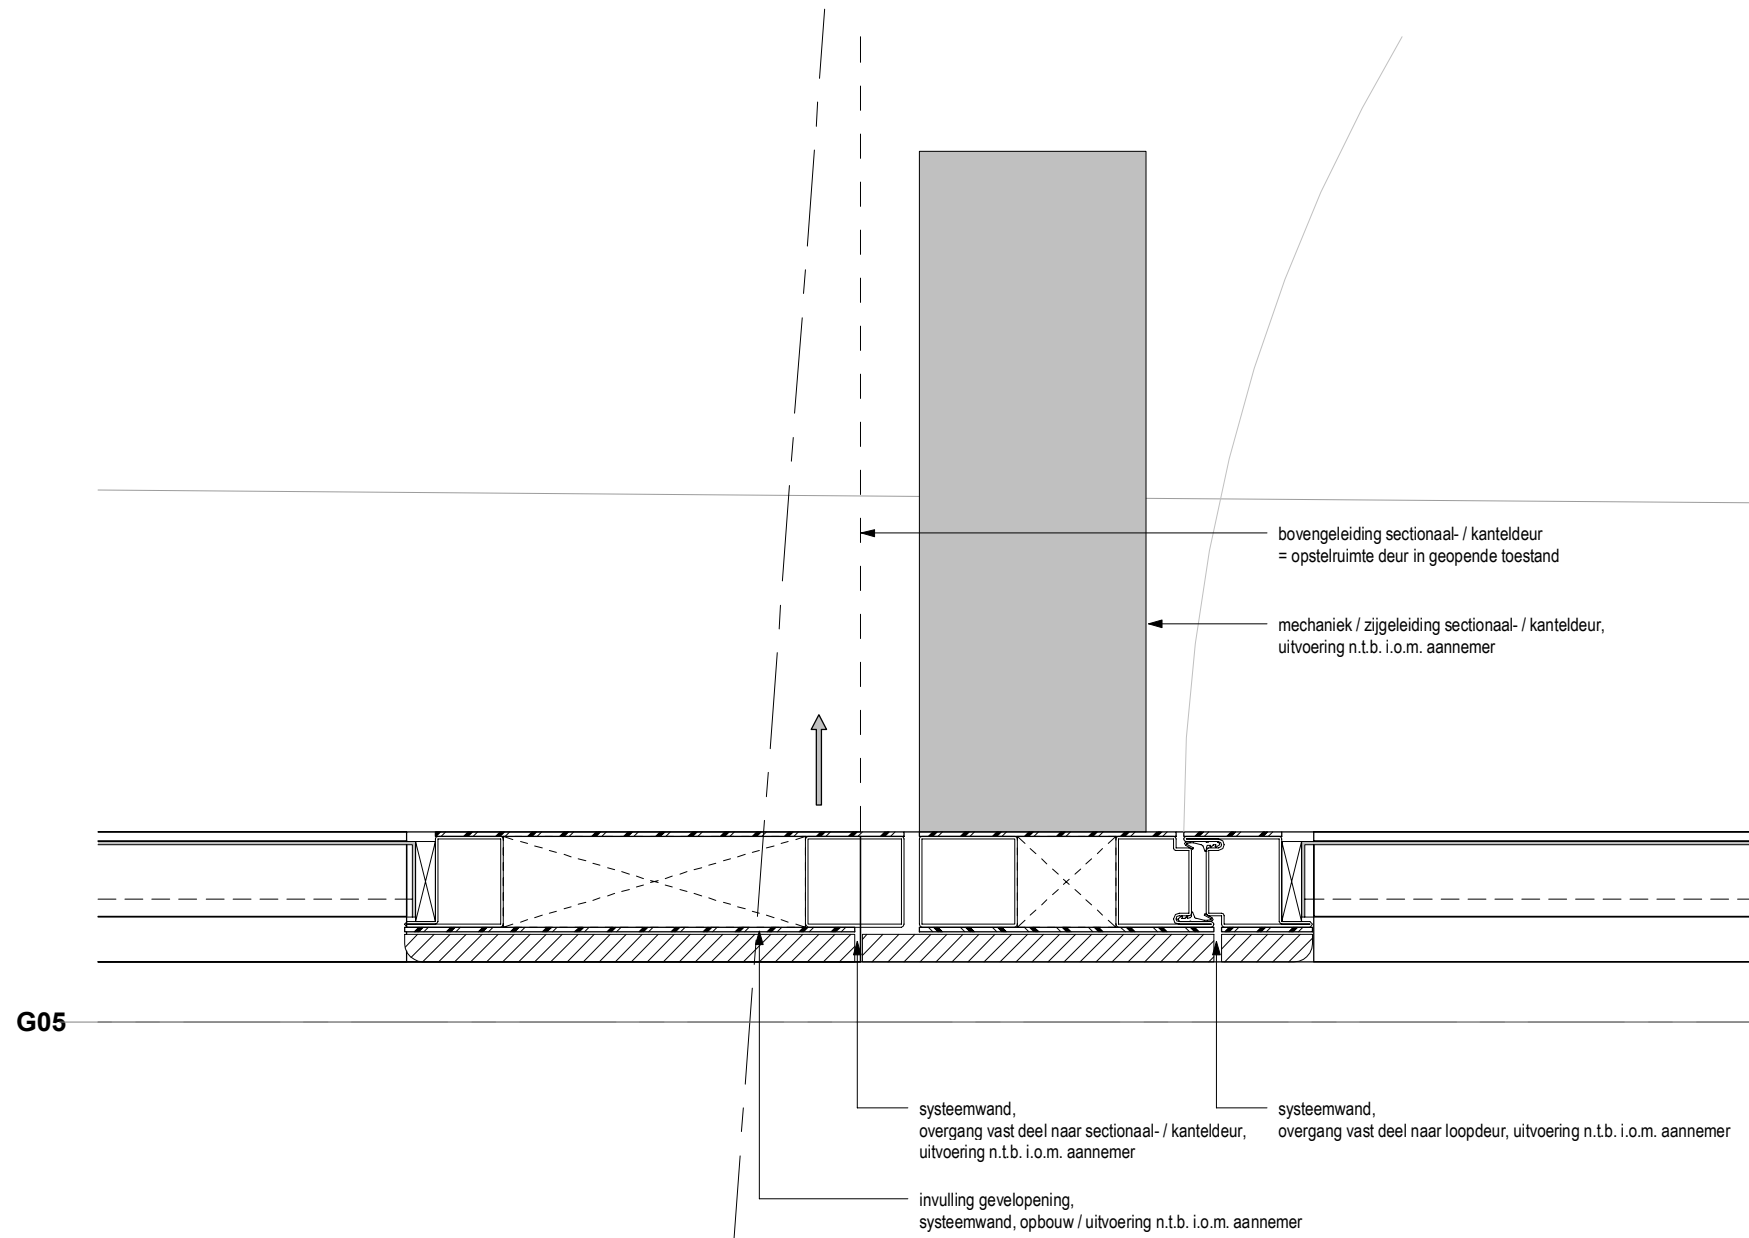 bovengeleiding sectionaal- / kanteldeur
= opstelruimte deur in geopende toestand
mechaniek / zijgeleiding sectionaal- / kanteldeur,
uitvoering n.t.b. i.o.m. aannemer
G05
systeemwand,
overgang vast deel naar sectionaal- / kanteldeur,
uitvoering n.t.b. i.o.m. aannemer
systeemwand,
overgang vast deel naar loopdeur, uitvoering n.t.b. i.o.m. aannemer
invulling gevelopening,
systeemwand, opbouw / uitvoering n.t.b. i.o.m. aannemer